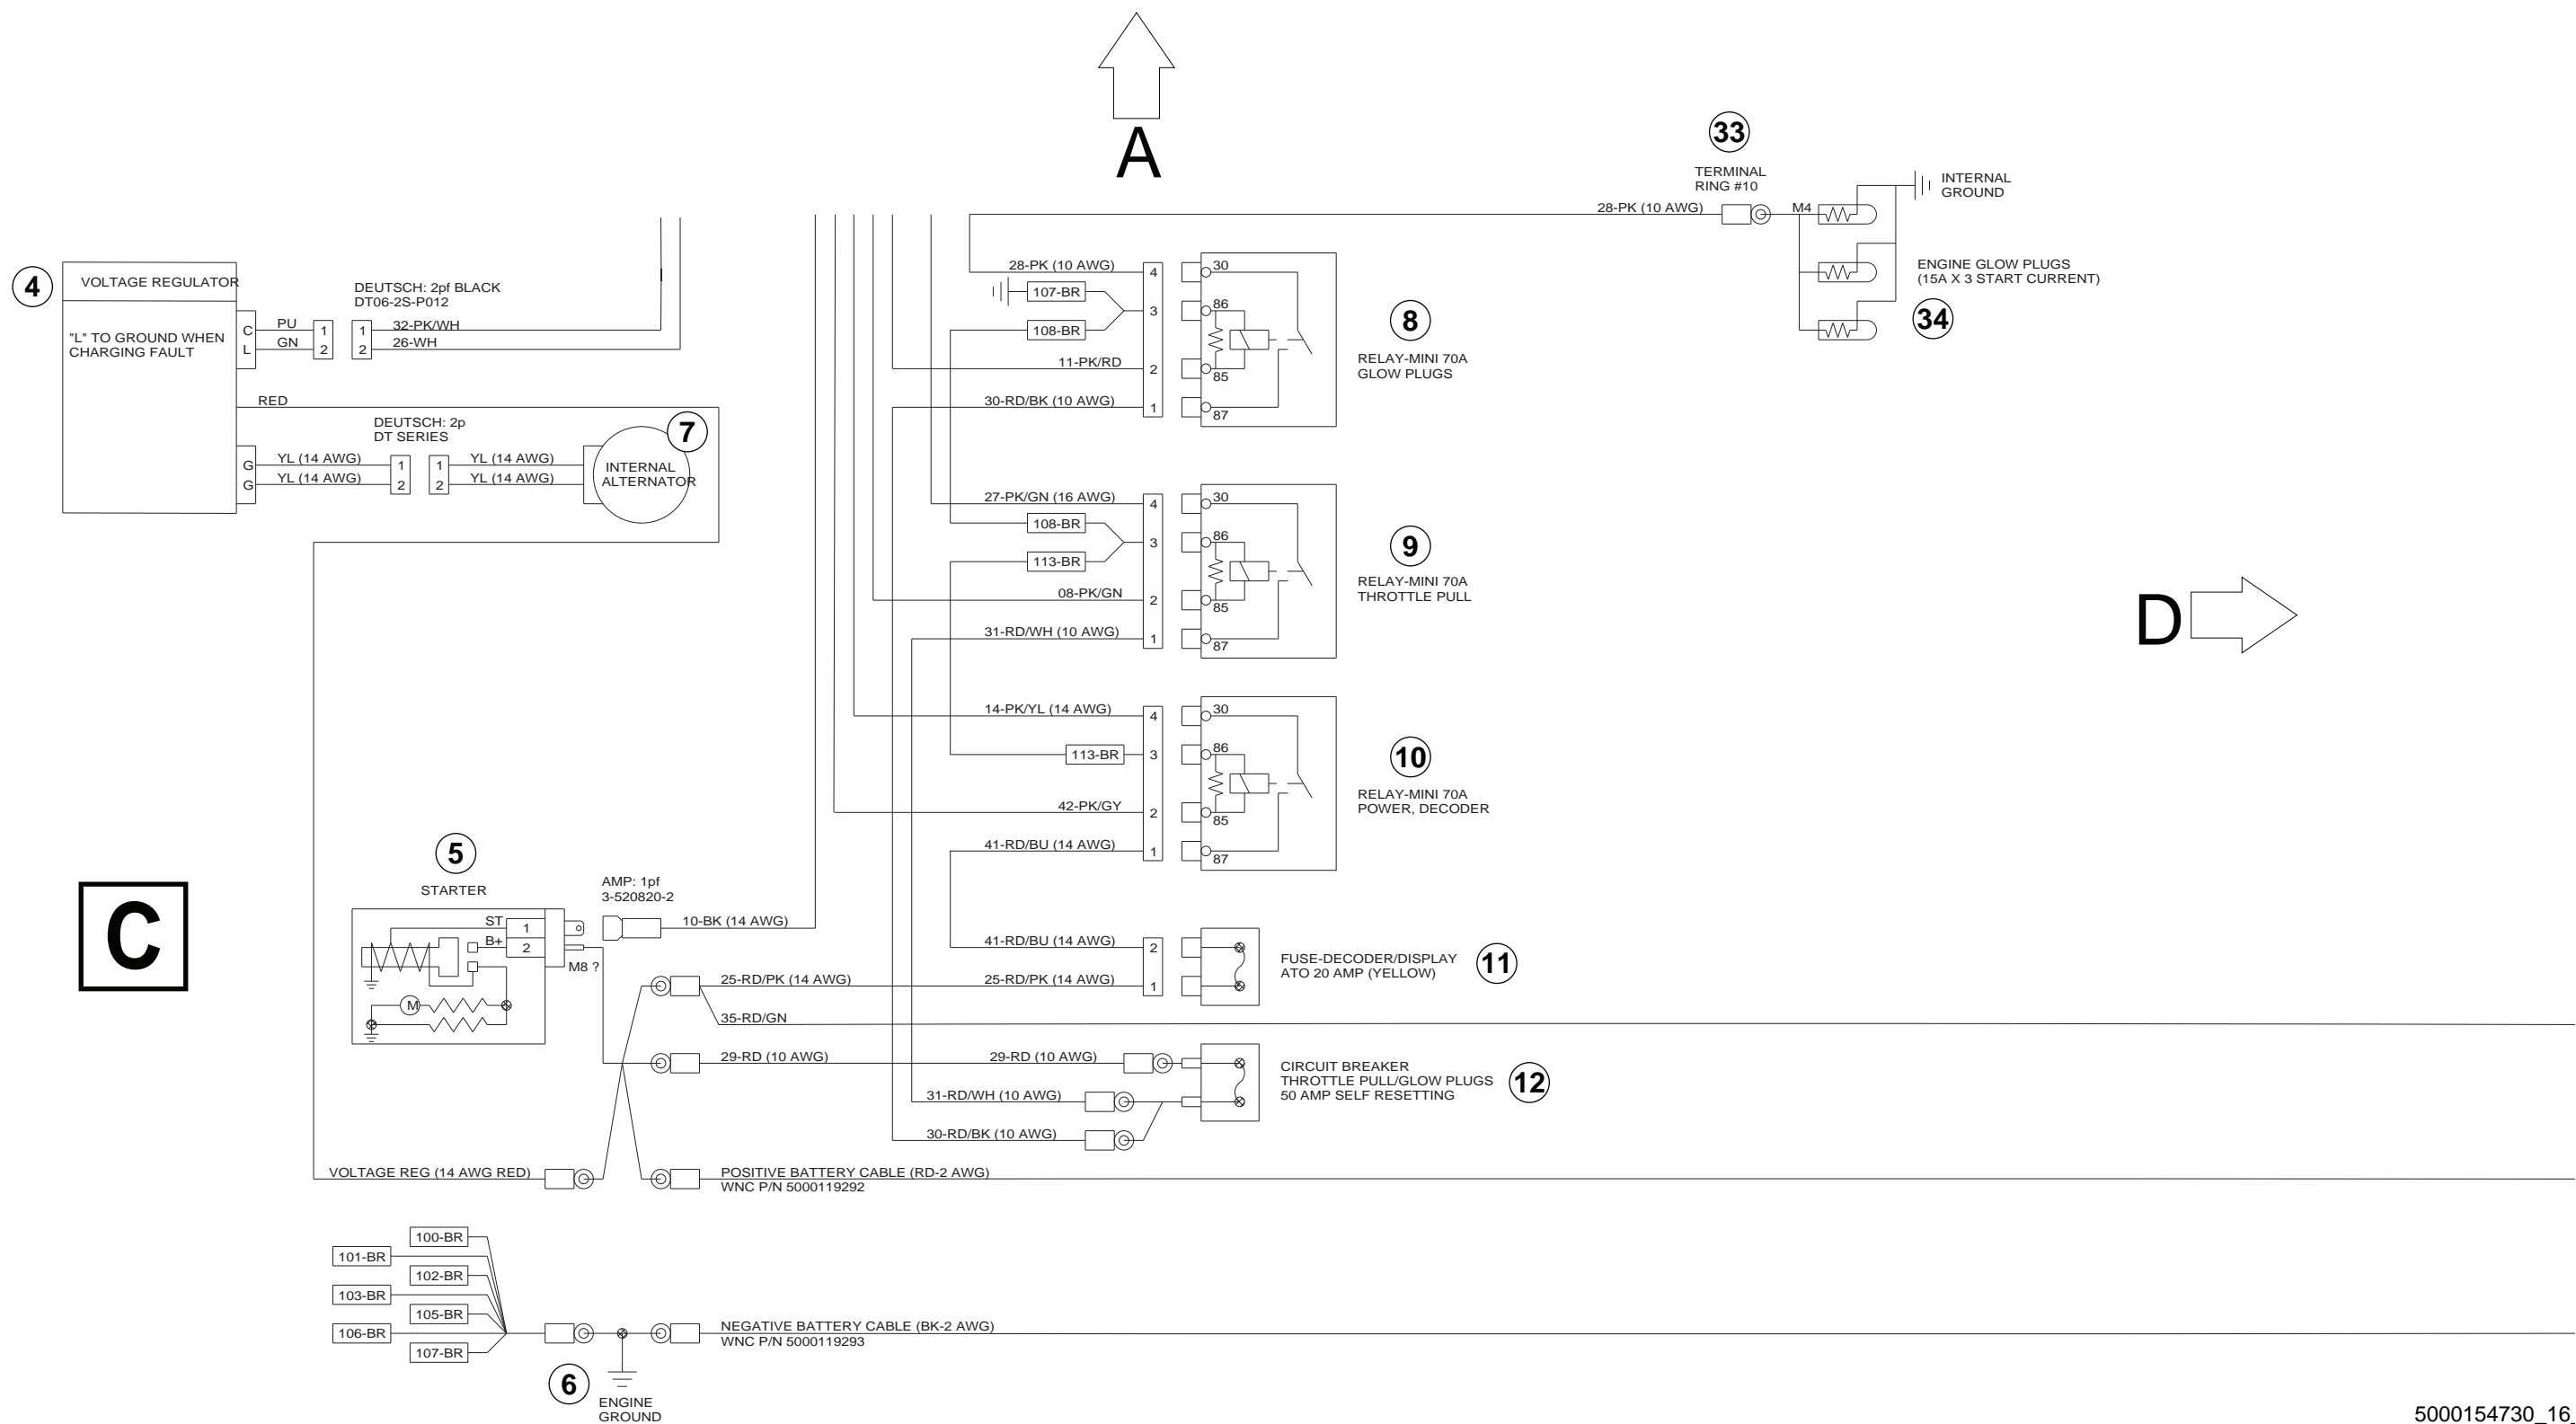 A
33
TERMINAL
RING #10
28-PK (10 AWG)
M4
INTERNAL
GROUND
ENGINE GLOW PLUGS
(15A X 3 START CURRENT)
34
4
VOLTAGE REGULATOR
"L" TO GROUND WHEN
CHARGING FAULT
C
L
PU
GN
1
2
DEUTSCH: 2pf BLACK
DT06-2S-P012
1
2
32-PK/WH
26-WH
RED
DEUTSCH: 2p
DT SERIES
G
G
YL (14 AWG)
YL (14 AWG)
1
2
1
2
YL (14 AWG)
YL (14 AWG)
INTERNAL
ALTERNATOR
7
28-PK (10 AWG)
107-BR
108-BR
11-PK/RD
30-RD/BK (10 AWG)
4
3
2
1
30
86
85
87
8
RELAY-MINI 70A
GLOW PLUGS
27-PK/GN (16 AWG)
108-BR
113-BR
08-PK/GN
31-RD/WH (10 AWG)
4
3
2
1
30
86
85
87
9
RELAY-MINI 70A
THROTTLE PULL
D
14-PK/YL (14 AWG)
113-BR
42-PK/GY
41-RD/BU (14 AWG)
4
3
2
1
30
86
85
87
10
RELAY-MINI 70A
POWER, DECODER
C
5
STARTER
ST
B+
1
2
M
M8 ?
AMP: 1pf
3-520820-2
10-BK (14 AWG)
41-RD/BU (14 AWG)
25-RD/PK (14 AWG)
25-RD/PK (14 AWG)
2
1
FUSE-DECODER/DISPLAY
ATO 20 AMP (YELLOW)
11
35-RD/GN
29-RD (10 AWG)
29-RD (10 AWG)
31-RD/WH (10 AWG)
30-RD/BK (10 AWG)
CIRCUIT BREAKER
THROTTLE PULL/GLOW PLUGS
50 AMP SELF RESETTING
12
VOLTAGE REG (14 AWG RED)
POSITIVE BATTERY CABLE (RD-2 AWG)
WNC P/N 5000119292
100-BR
101-BR
102-BR
103-BR
105-BR
106-BR
107-BR
NEGATIVE BATTERY CABLE (BK-2 AWG)
WNC P/N 5000119293
6
ENGINE
GROUND
5000154730_16_